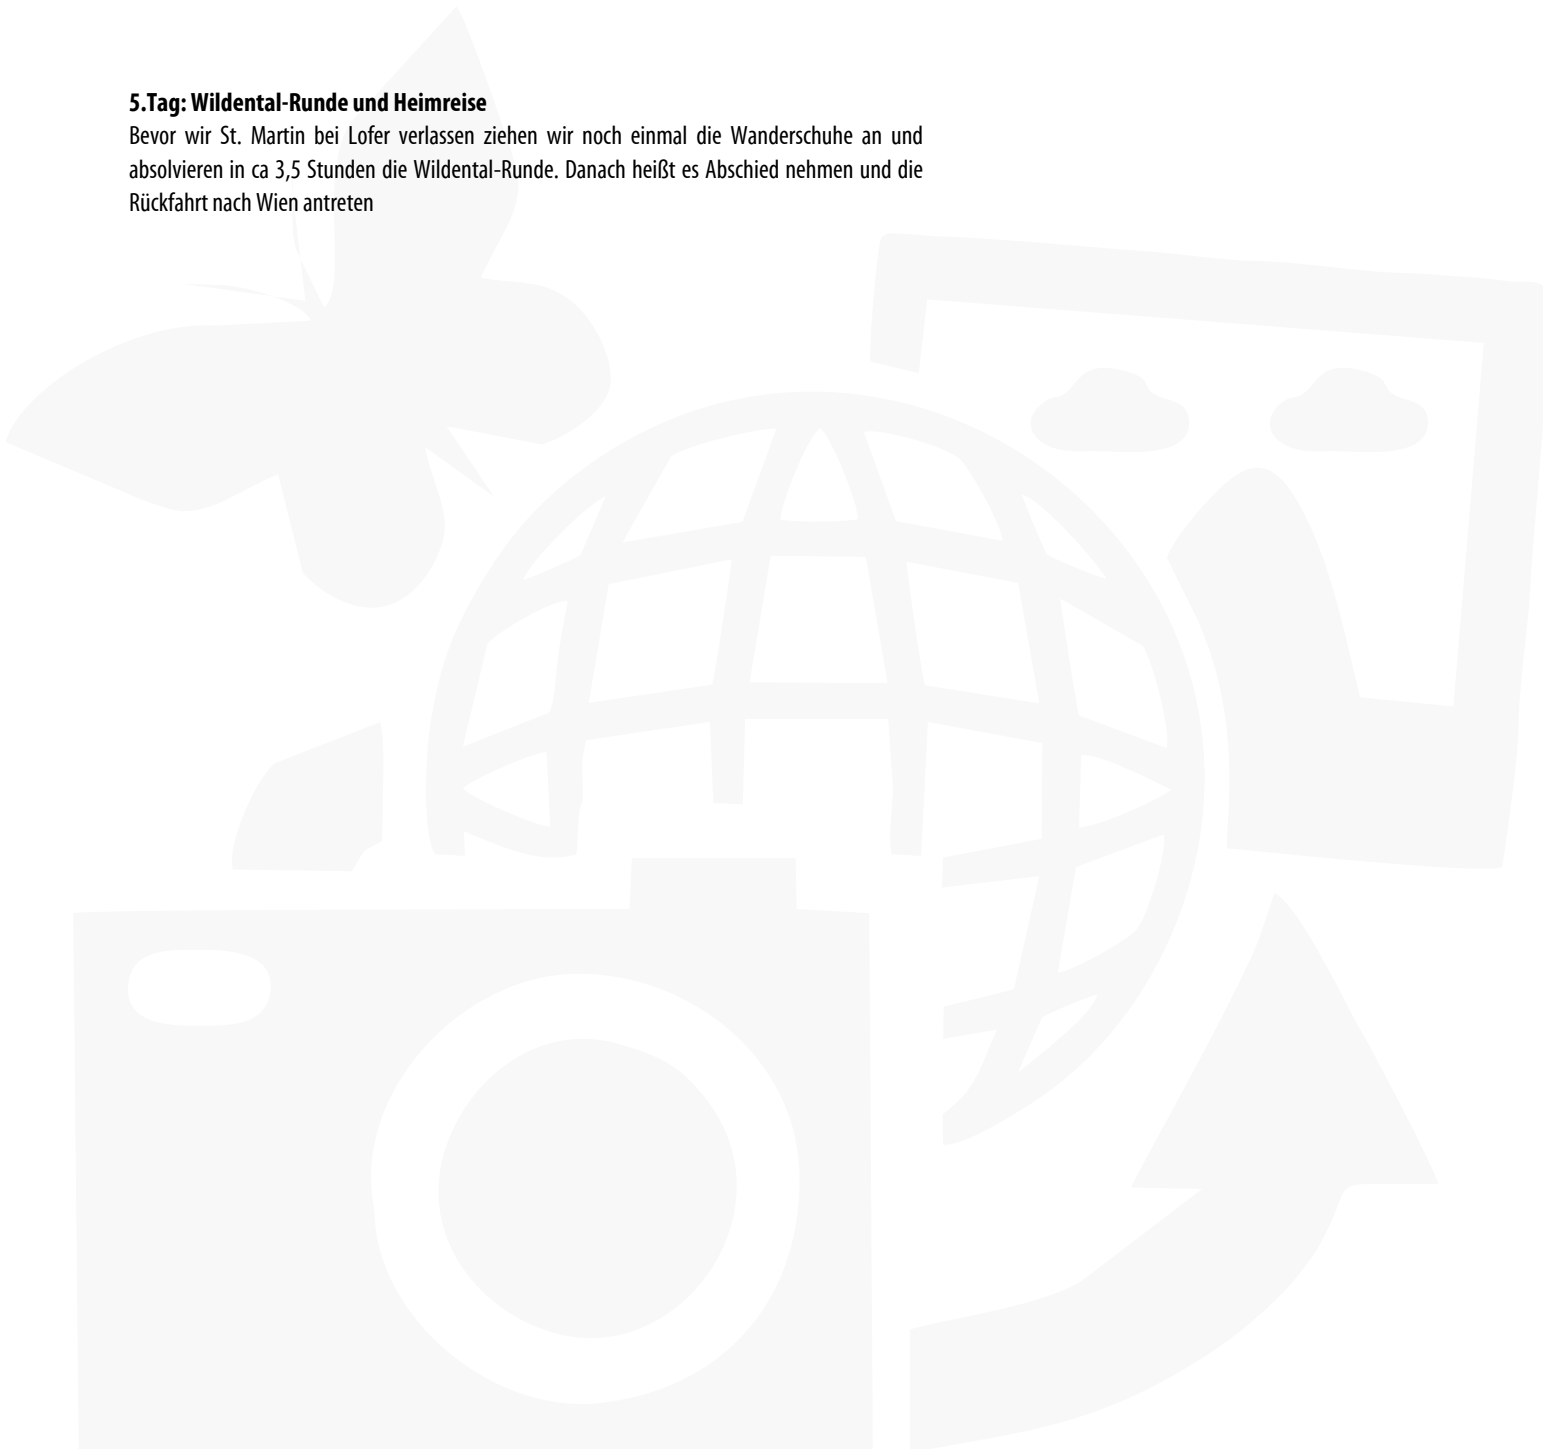 5.Tag: Wildental-Runde und Heimreise
Bevor wir St. Martin bei Lofer verlassen ziehen wir noch einmal die Wanderschuhe an und
absolvieren in ca 3,5 Stunden die Wildental-Runde. Danach heißt es Abschied nehmen und die
Rückfahrt nach Wien antreten